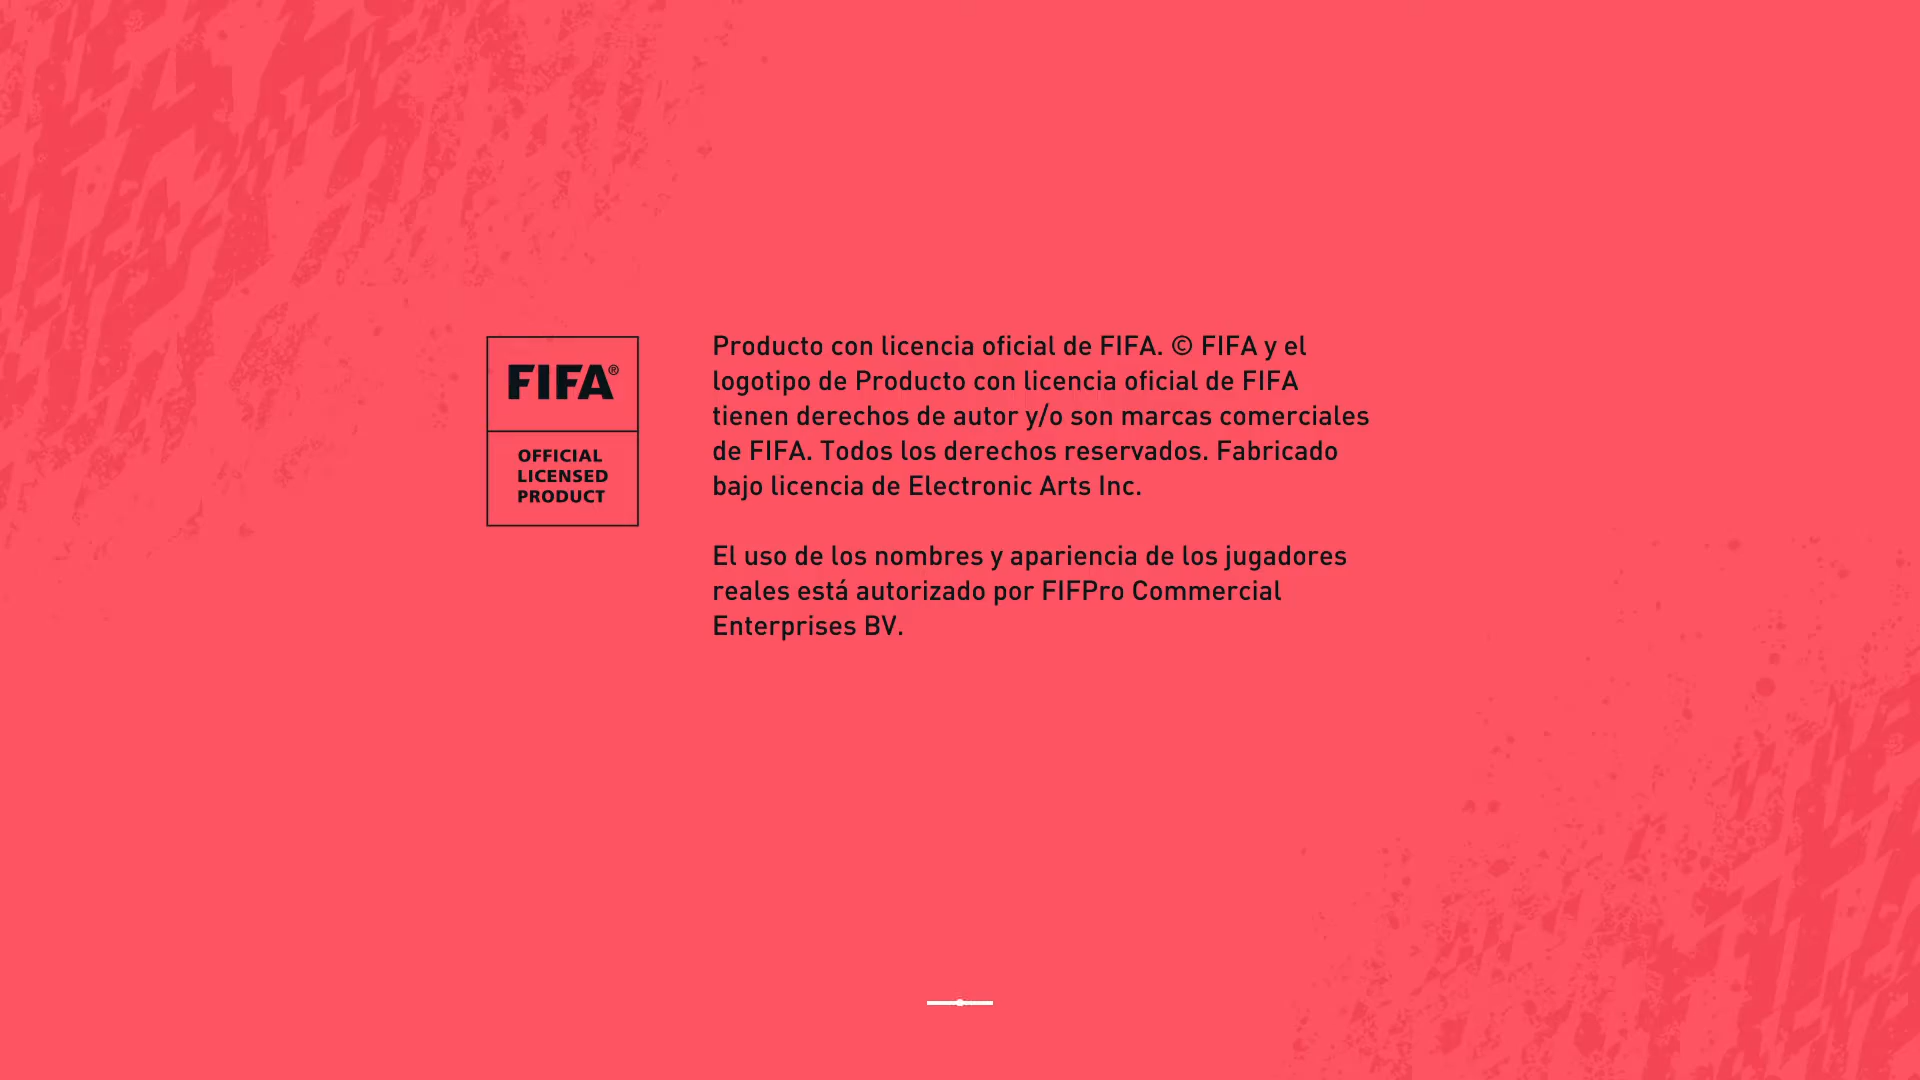 FIFA®
OFFICIAL
LICENSED
PRODUCT
Producto con licencia oficial de FIFA. © FIFA y el
logotipo de Producto con licencia oficial de FIFA
tienen derechos de autor y/o son marcas comerciales
de FIFA. Todos los derechos reservados. Fabricado
bajo licencia de Electronic Arts Inc.
El uso de los nombres y apariencia de los jugadores
reales está autorizado por FIFPro Commercial
Enterprises BV.